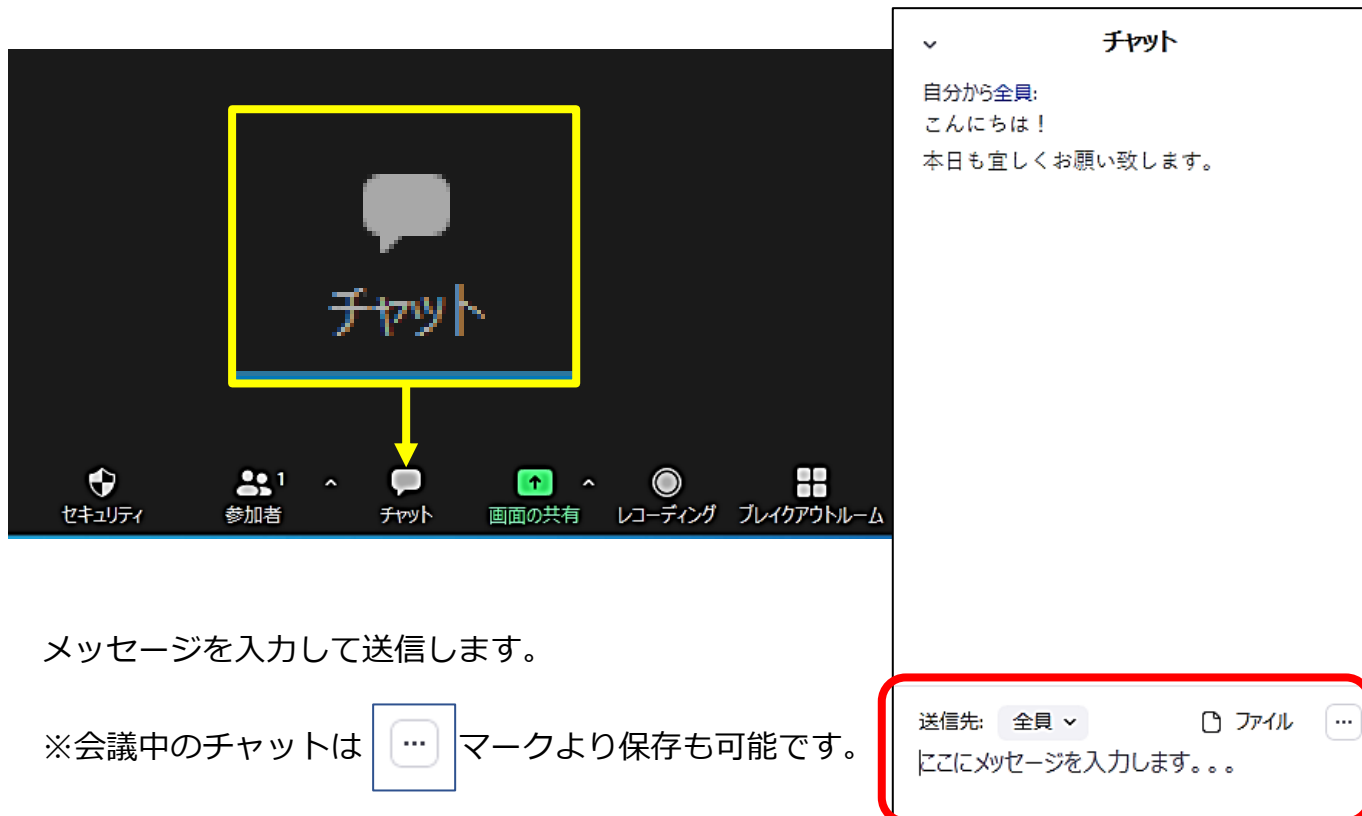 チャット
セキュリティ
参加者
1
チャット
画面の共有
レコーディング
ブレイクアウトルーム
メッセージを入力して送信します。
※会議中のチャットは ... マークより保存も可能です。
チャット
自分から全員:
こんにちは！
本日も宜しくお願い致します。
送信先: 全員 ファイル ...
ここにメッセージを入力します。。。